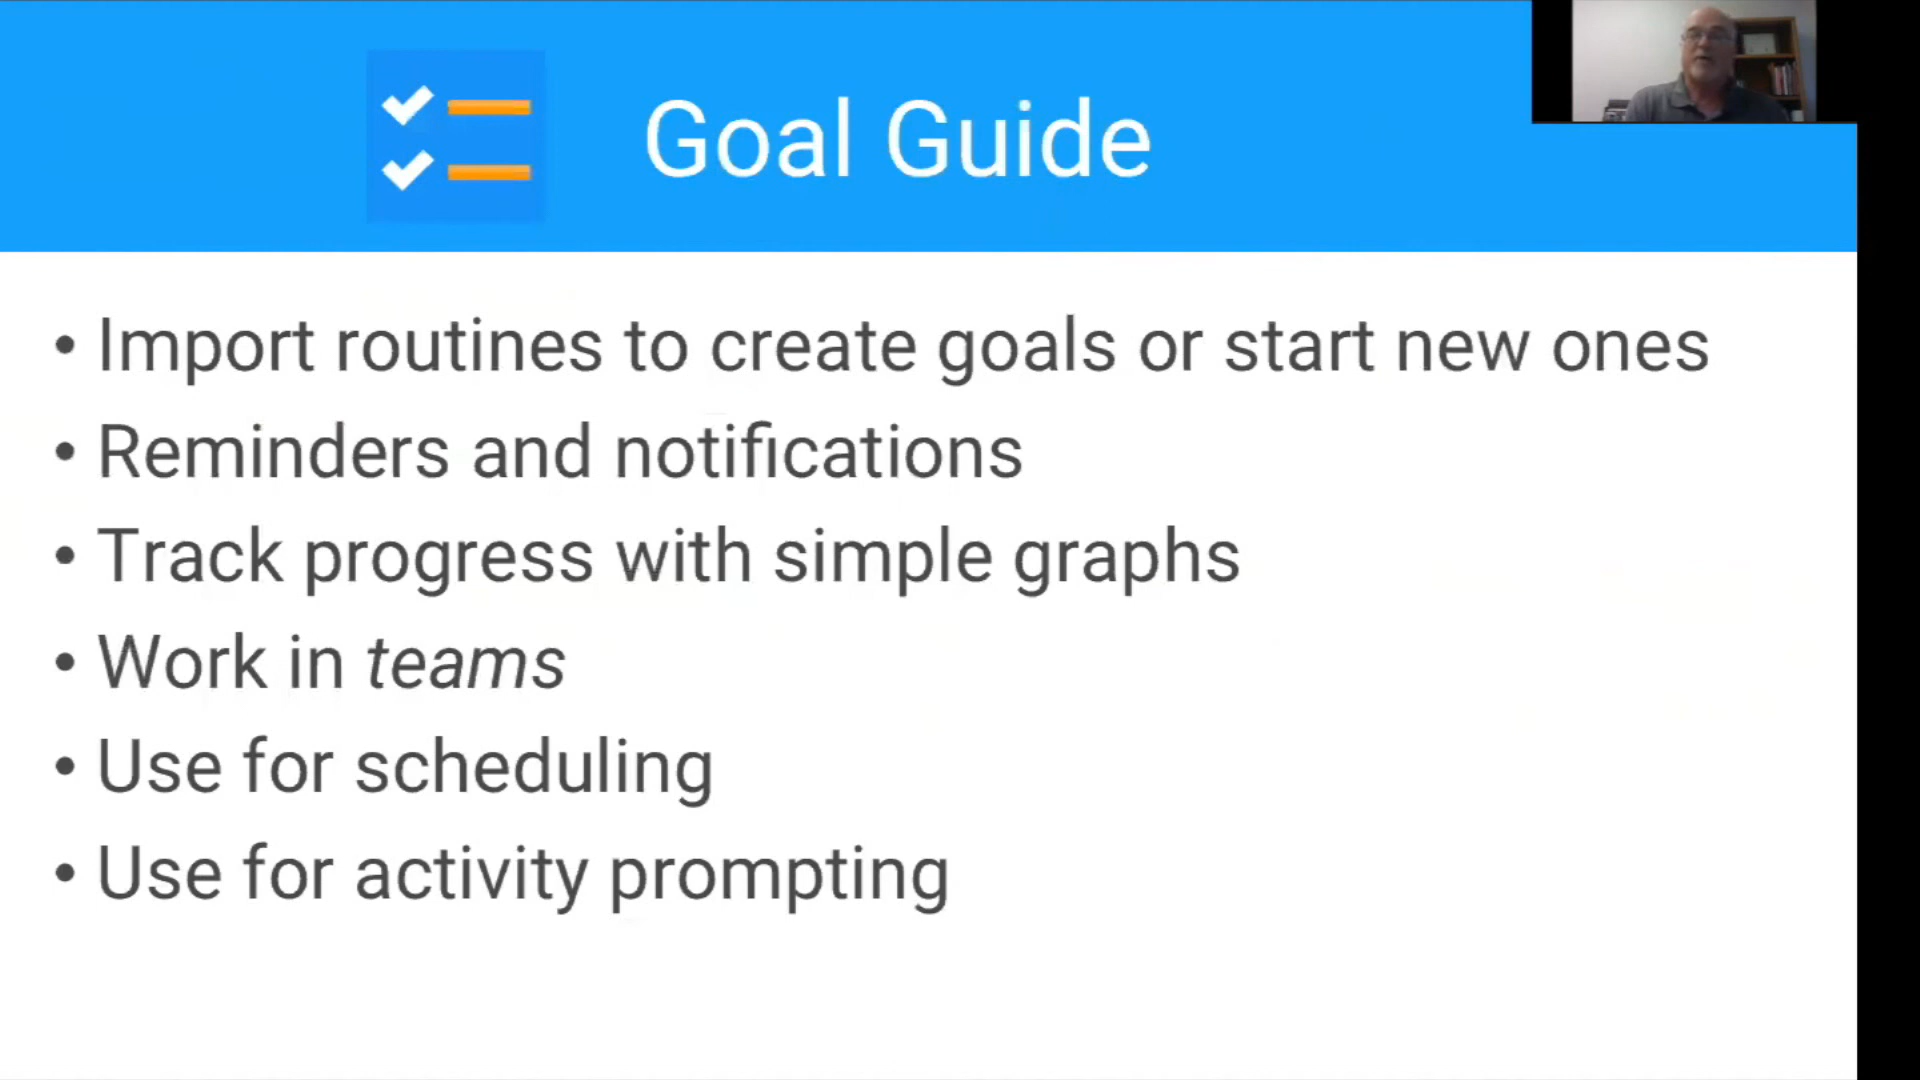 Goal Guide
• Import routines to create goals or start new ones
• Reminders and notifications
• Track progress with simple graphs
• Work in teams
• Use for scheduling
• Use for activity prompting